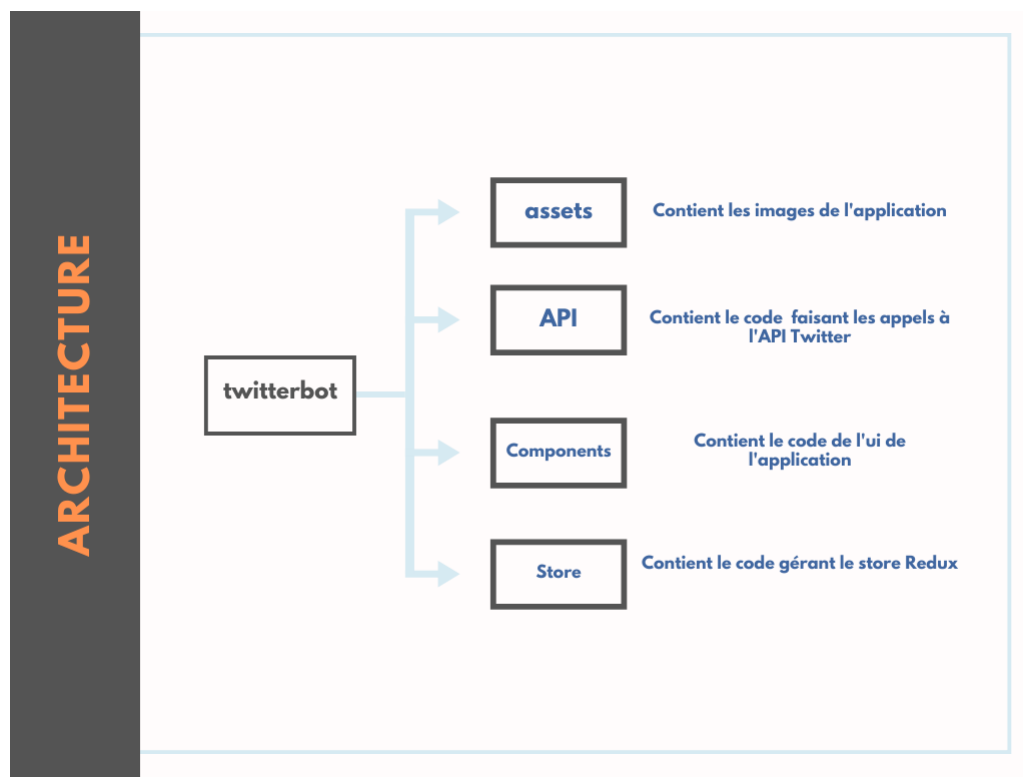 ARCHITECTURE
twitterbot
assets
Contient les images de l'application
API
Contient le code faisant les appels à
l'API Twitter
Components
Contient le code de l'ui de
l'application
Store
Contient le code gérant le store Redux